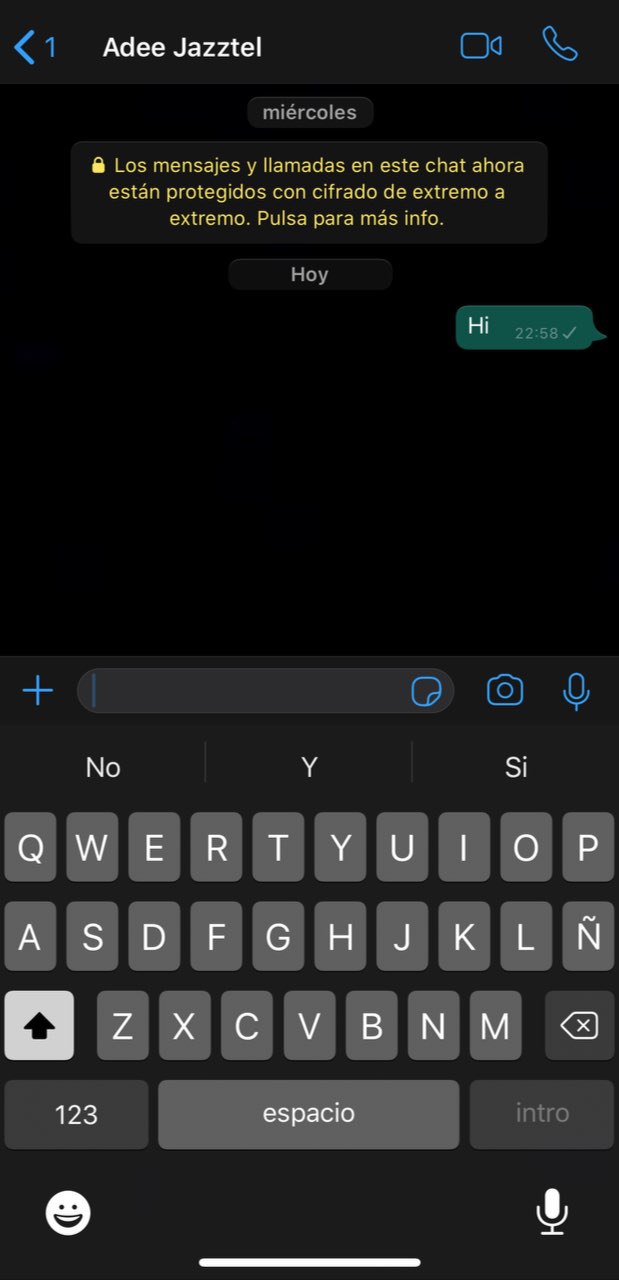 1 Adee Jazztel
miércoles
Los mensajes y llamadas en este chat ahora
están protegidos con cifrado de extremo a
extremo. Pulsa para más info.
Hoy
Hi 22:58
No Y Si
Q W E R T Y U I O P
A S D F G H J K L Ñ
Z X C V B N M
123 espacio intro